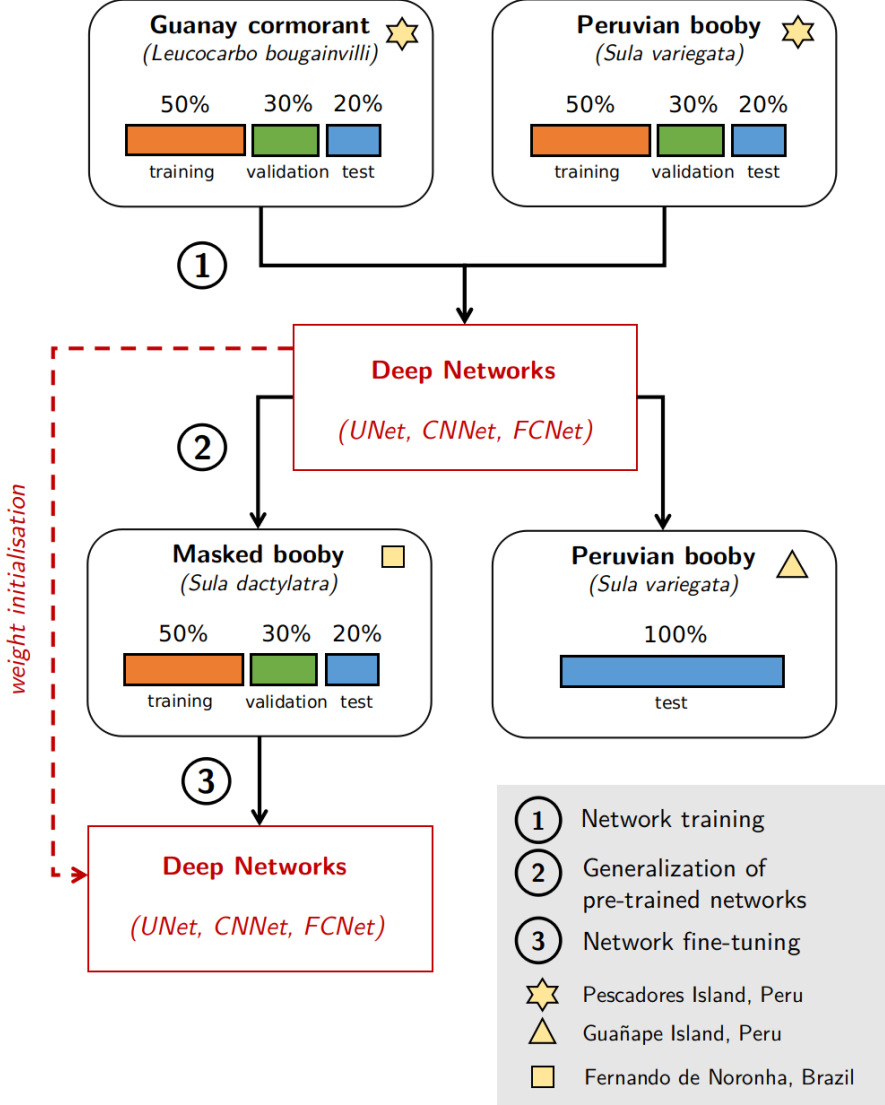 Guanay cormorant
(Leucocarbo bougainvilli)
50% 30% 20%
training validation test
Peruvian booby
(Sula variegata)
50% 30% 20%
training validation test
1
Deep Networks
(UNet, CNNet, FCNet)
2
weight initialisation
Masked booby
(Sula dactylatra)
50% 30% 20%
training validation test
Peruvian booby
(Sula variegata)
100%
test
3
Deep Networks
(UNet, CNNet, FCNet)
1 Network training
2 Generalization of
pre-trained networks
3 Network fine-tuning
Pescadores Island, Peru
Guañape Island, Peru
Fernando de Noronha, Brazil